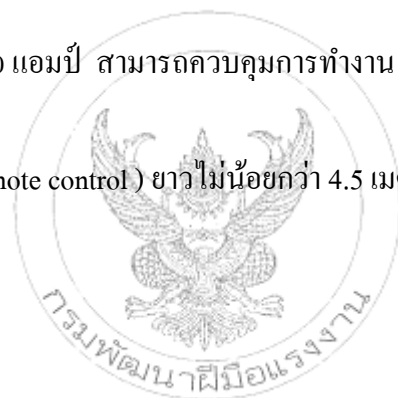 แอมป์ สามารถควบคุมการทำงาน
note control ) ยาวไม่น้อยกว่า 4.5 เม
กรมพัฒนาฝีมือแรงงาน